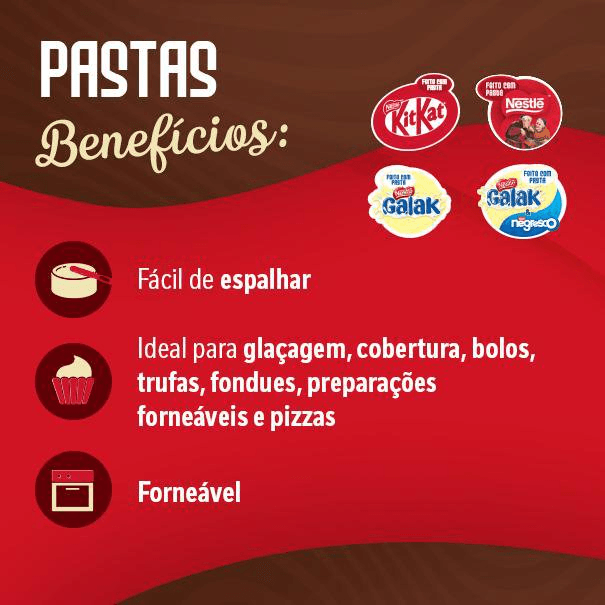 PASTAS
Benefícios:
FEITO COM
PASTA
Nestlé
KitKat
FEITO COM
PASTA
Nestlé
FEITO COM
PASTA
Nestlé
GALAK
FEITO COM
PASTA
Nestlé
GALAK
&
negresco
Fácil de espalhar
Ideal para glaçagem, cobertura, bolos,
trufas, fondues, preparações
forneáveis e pizzas
Forneável